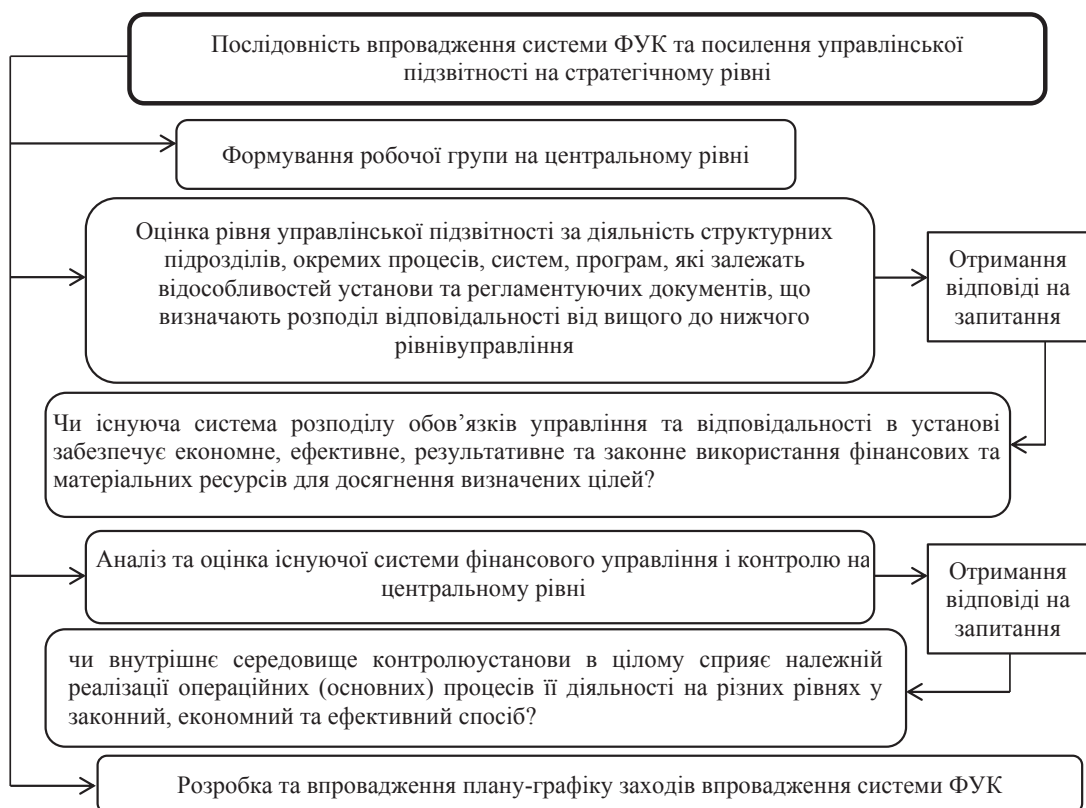 Послідовність впровадження системи ФУК та посилення управлінської
підзвітності на стратегічному рівні
Формування робочої групи на центральному рівні
Оцінка рівня управлінської підзвітності за діяльність структурних
підрозділів, окремих процесів, систем, програм, які залежать
відособливостей установи та регламентуючих документів, що
визначають розподіл відповідальності від вищого до нижчого
рівнівуправління
Отримання
відповіді на
запитання
Чи існуюча система розподілу обов’язків управління та відповідальності в установі
забезпечує економне, ефективне, результативне та законне використання фінансових та
матеріальних ресурсів для досягнення визначених цілей?
Аналіз та оцінка існуючої системи фінансового управління і контролю на
центральному рівні
Отримання
відповіді на
запитання
чи внутрішнє середовище контролюустанови в цілому сприяє належній
реалізації операційних (основних) процесів її діяльності на різних рівнях у
законний, економний та ефективний спосіб?
Розробка та впровадження плану-графіку заходів впровадження системи ФУК